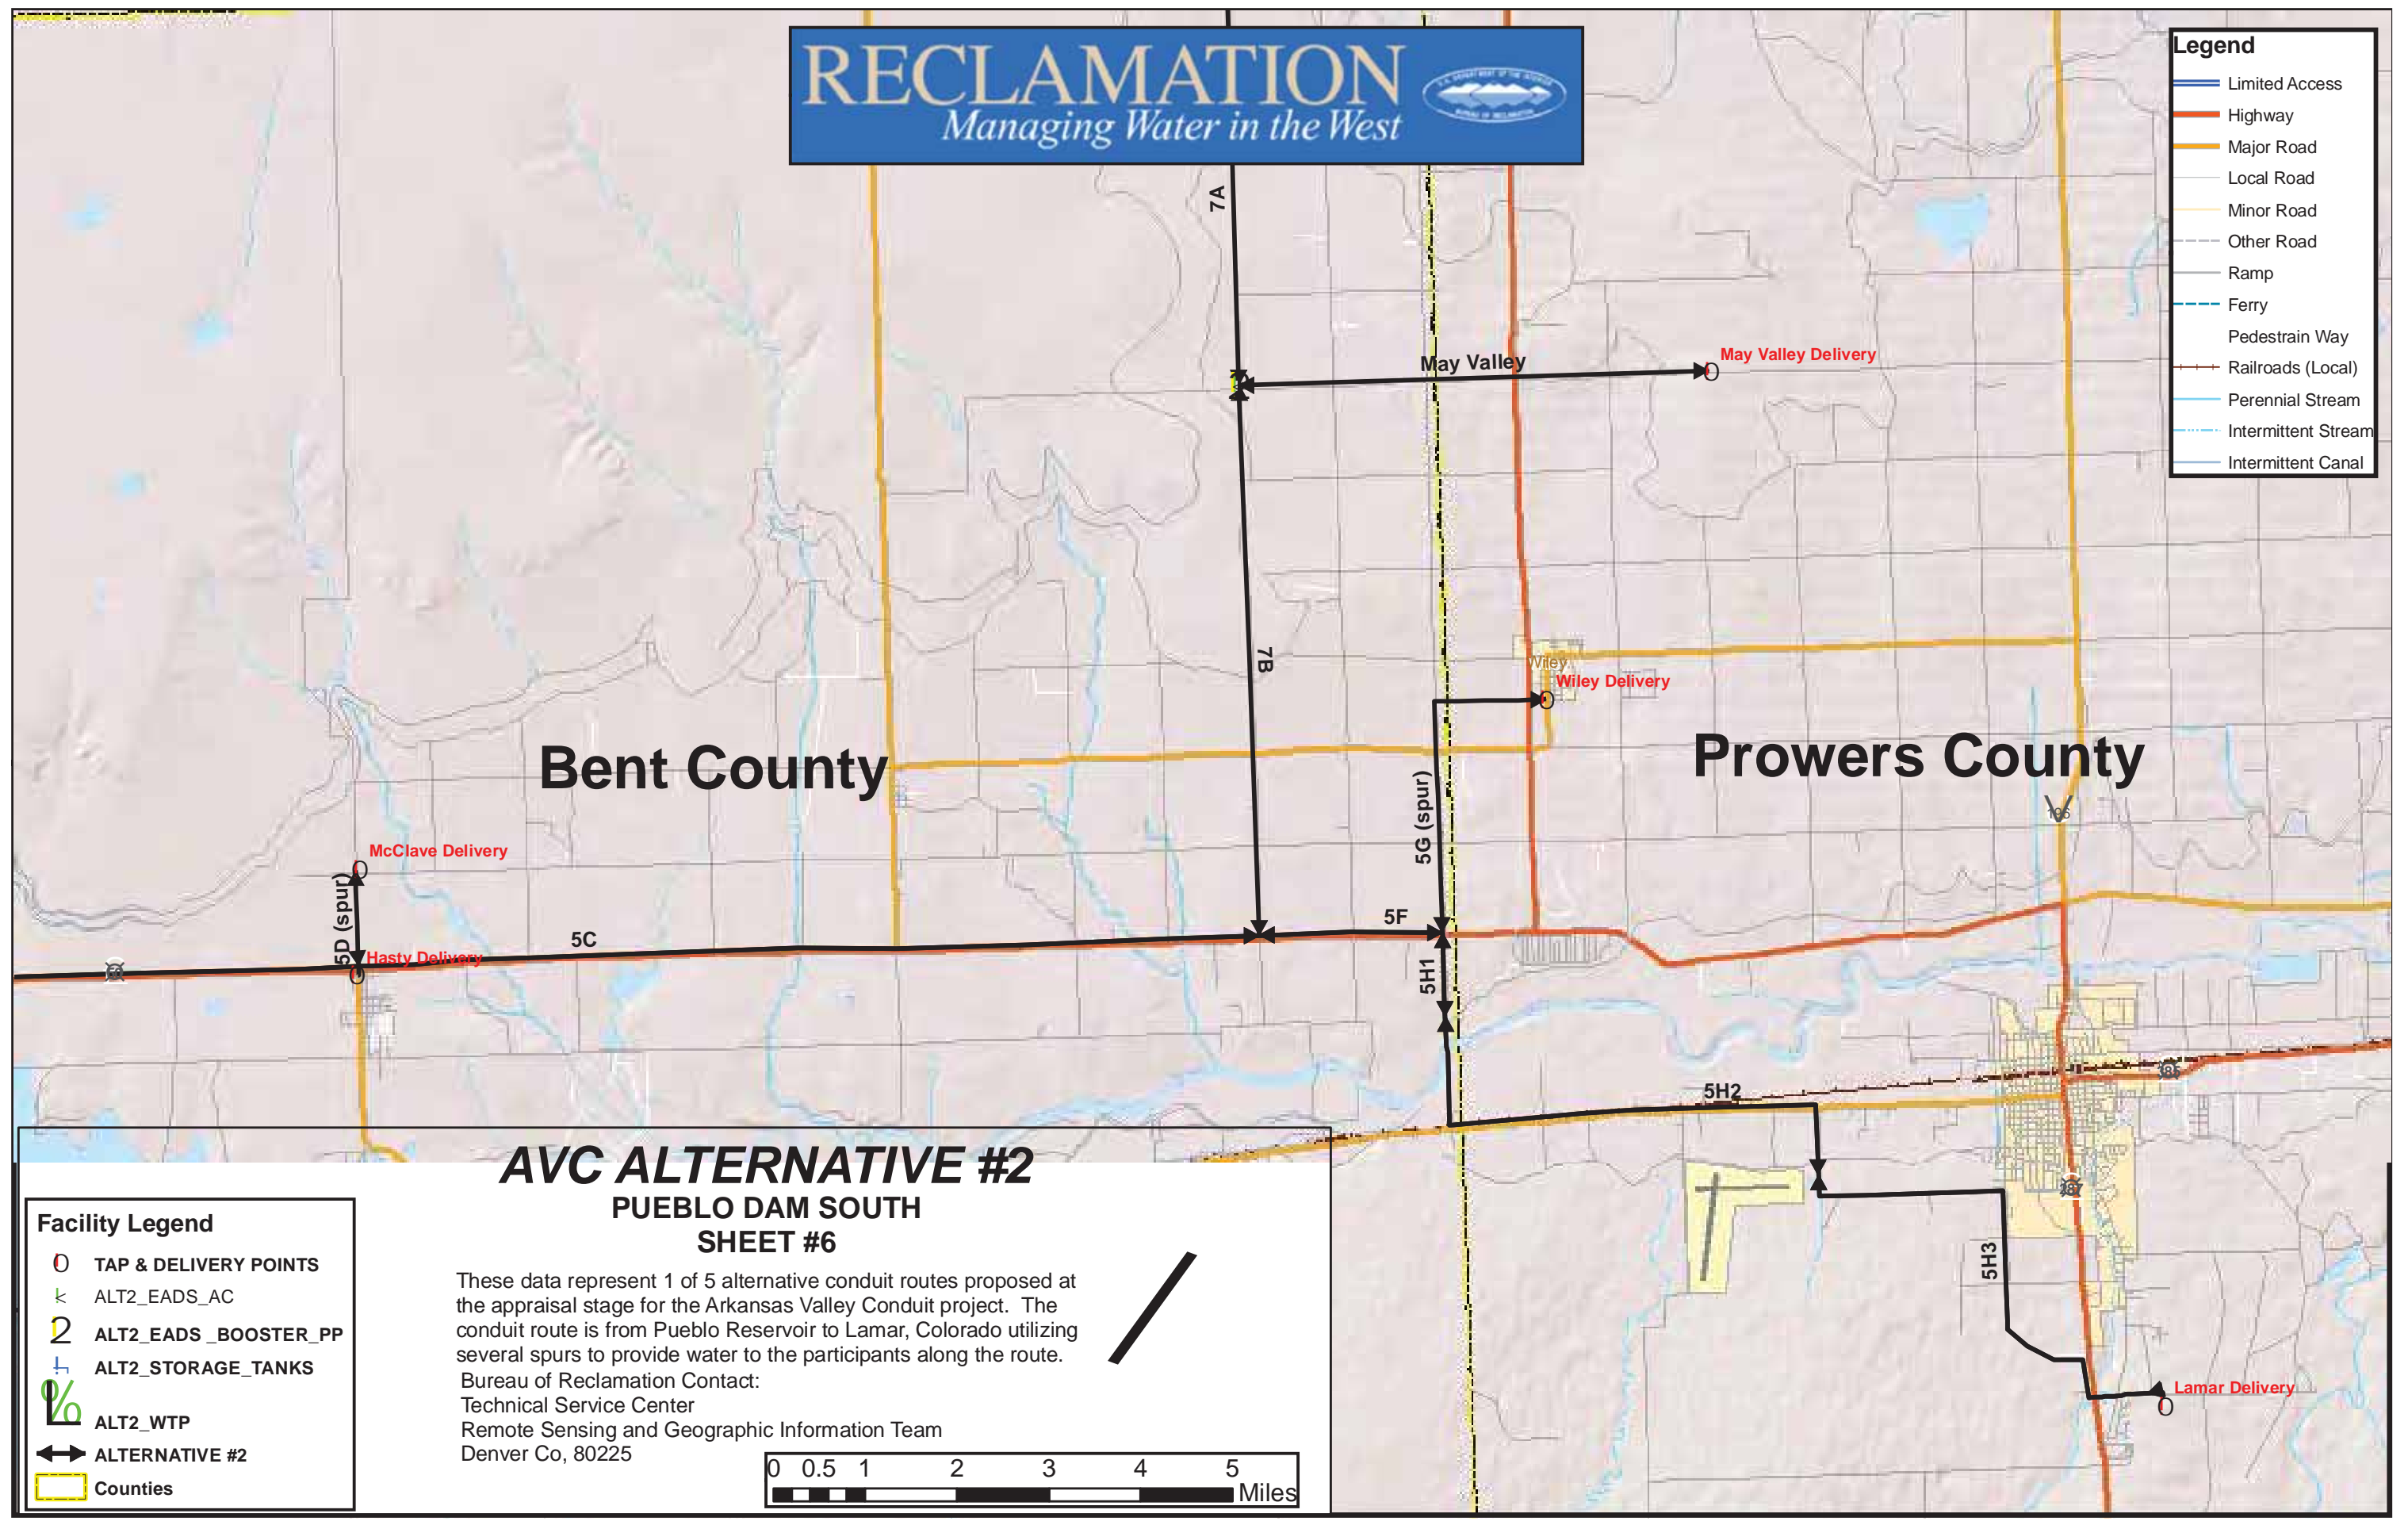 RECLAMATION
Managing Water in the West
Legend
Limited Access
Highway
Major Road
Local Road
Minor Road
Other Road
Ramp
Ferry
Pedestrain Way
Railroads (Local)
Perennial Stream
Intermittent Stream
Intermittent Canal
7A
May Valley
May Valley Delivery
7B
Wiley
Wiley Delivery
Bent County
Prowers County
196
5G (spur)
McClave Delivery
5D (spur)
Hasty Delivery
5C
5F
5H1
5H2
385
287
5H3
Lamar Delivery
AVC ALTERNATIVE #2
PUEBLO DAM SOUTH
SHEET #6
These data represent 1 of 5 alternative conduit routes proposed at
the appraisal stage for the Arkansas Valley Conduit project. The
conduit route is from Pueblo Reservoir to Lamar, Colorado utilizing
several spurs to provide water to the participants along the route.
Bureau of Reclamation Contact:
Technical Service Center
Remote Sensing and Geographic Information Team
Denver Co, 80225
0 0.5 1 2 3 4 5
Miles
Facility Legend
0 TAP & DELIVERY POINTS
< ALT2_EADS_AC
2 ALT2_EADS _BOOSTER_PP
ALT2_STORAGE_TANKS
% ALT2_WTP
ALTERNATIVE #2
Counties